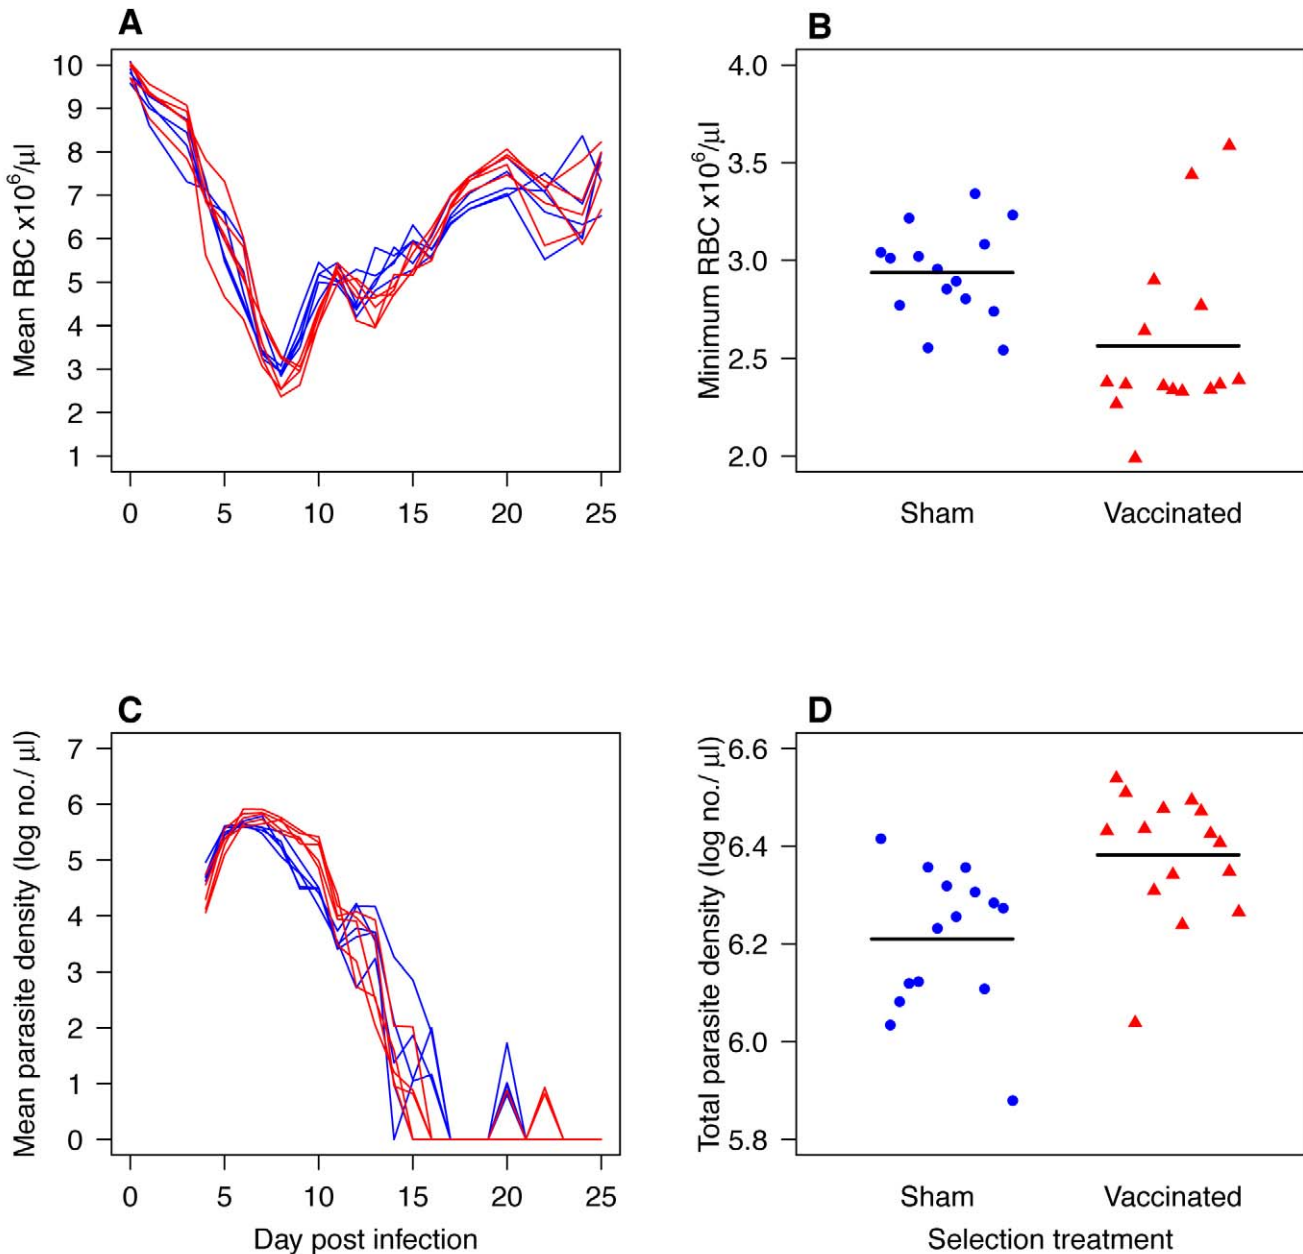 A
Mean RBC x10⁶/µl
10
9
8
7
6
5
4
3
2
1
0 5 10 15 20 25
B
Minimum RBC x10⁶/µl
4.0
3.5
3.0
2.5
2.0
Sham Vaccinated
C
Mean parasite density (log no./ µl)
7
6
5
4
3
2
1
0
0 5 10 15 20 25
Day post infection
D
Total parasite density (log no./ µl)
6.6
6.4
6.2
6.0
5.8
Sham Vaccinated
Selection treatment